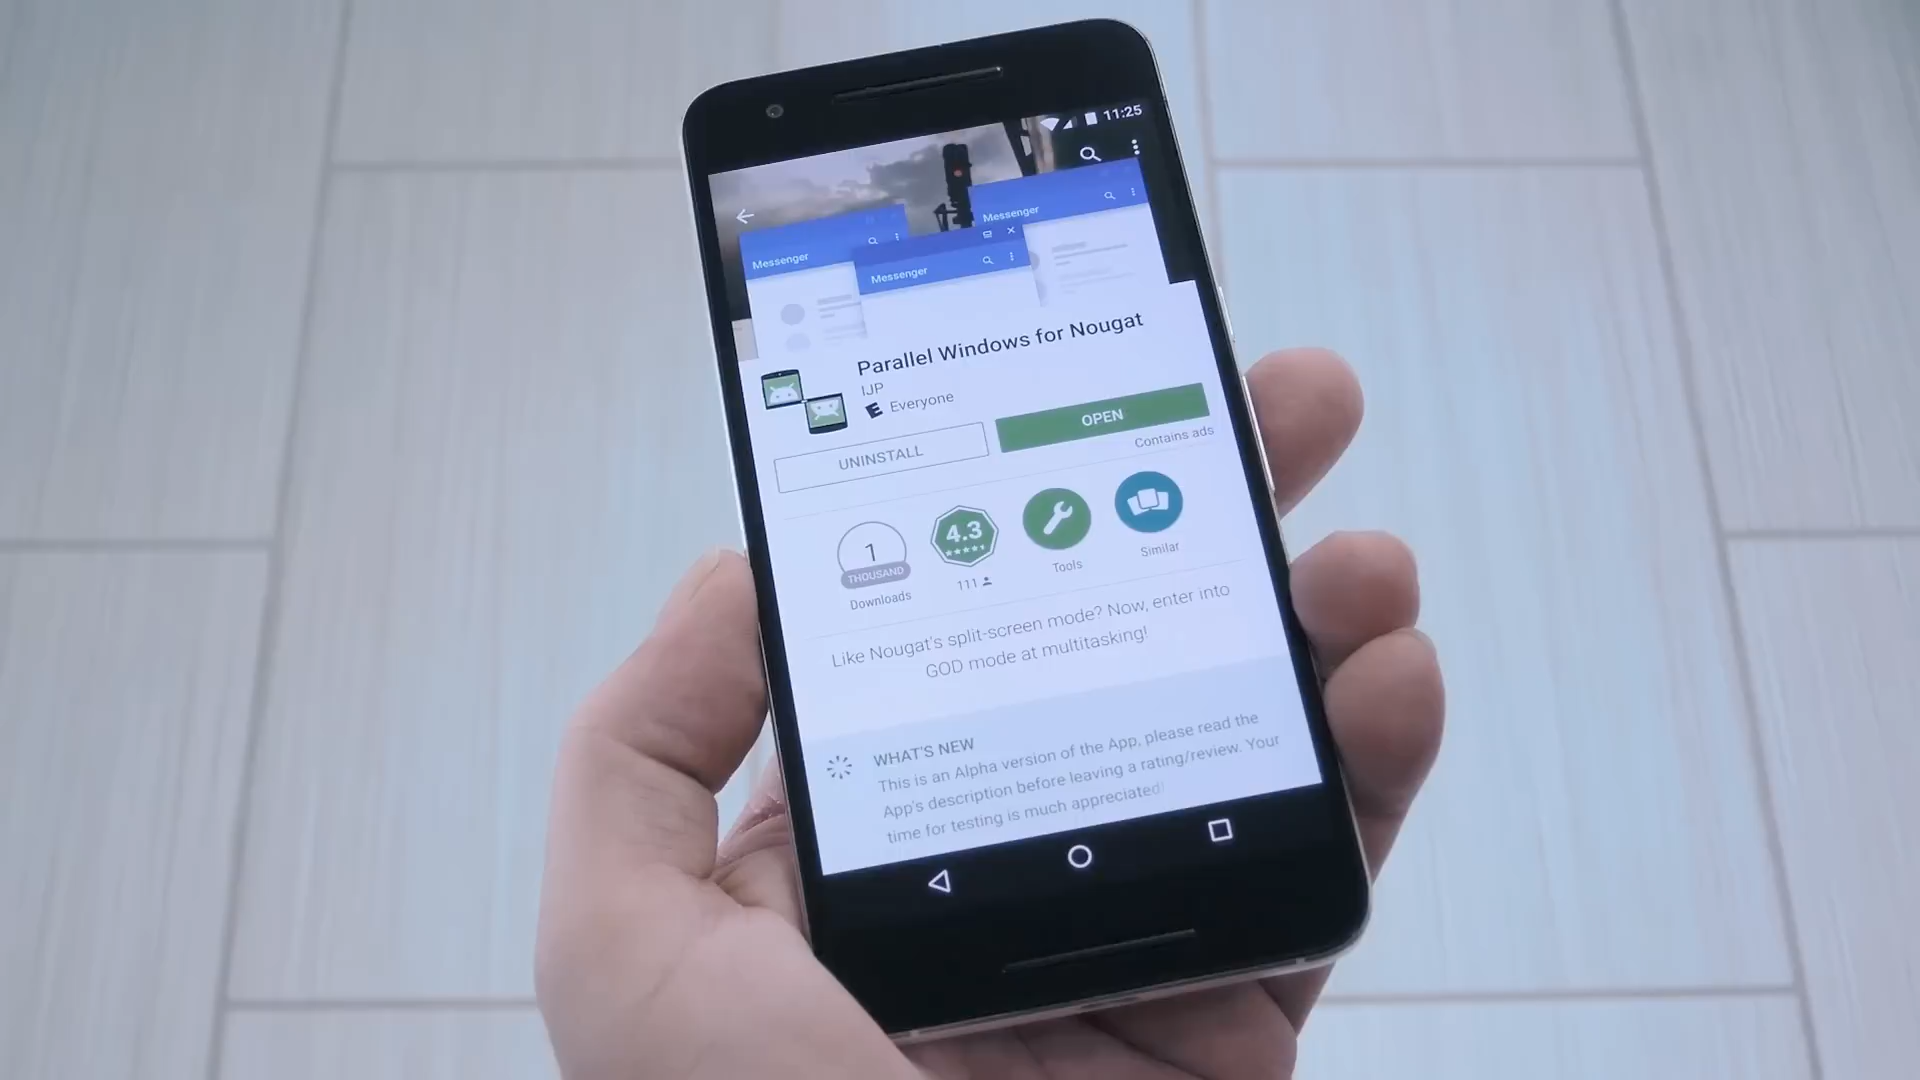 11:25
Messenger
Messenger
Messenger
Parallel Windows for Nougat
IJP
E Everyone
UNINSTALL
OPEN
Contains ads
1
THOUSAND
Downloads
4.3
111
Tools
Similar
Like Nougat's split-screen mode? Now, enter into
GOD mode at multitasking!
WHAT'S NEW
This is an Alpha version of the App, please read the
App's description before leaving a rating/review. Your
time for testing is much appreciated!